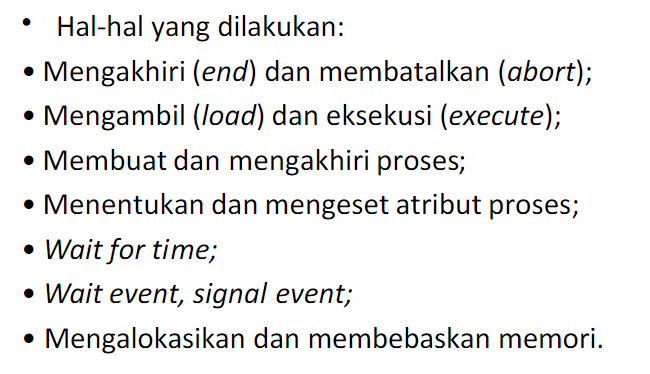 • Hal-hal yang dilakukan:
• Mengakhiri (end) dan membatalkan (abort);
• Mengambil (load) dan eksekusi (execute);
• Membuat dan mengakhiri proses;
• Menentukan dan mengeset atribut proses;
• Wait for time;
• Wait event, signal event;
• Mengalokasikan dan membebaskan memori.